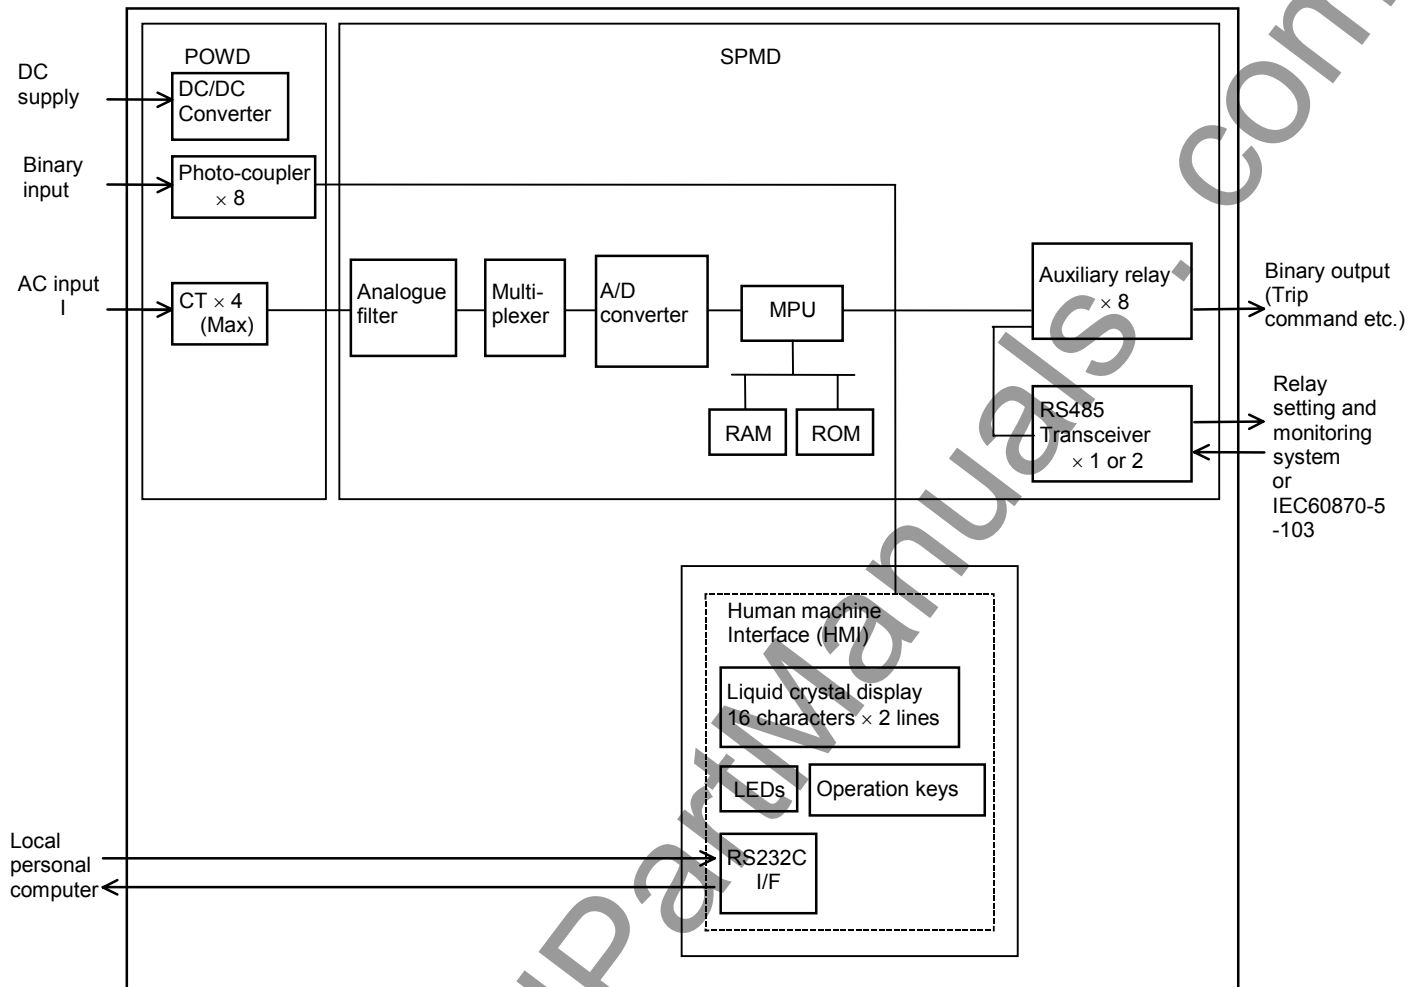 POWD
SPMD
DC
supply
DC/DC
Converter
Binary
input
Photo-coupler
× 8
AC input
I
CT × 4
(Max)
Analogue
filter
Multi-
plexer
A/D
converter
MPU
RAM
ROM
Auxiliary relay
× 8
Binary output
(Trip
command etc.)
RS485
Transceiver
× 1 or 2
Relay
setting and
monitoring
system
or
IEC60870-5
-103
Human machine
Interface (HMI)
Liquid crystal display
16 characters × 2 lines
LEDs
Operation keys
Local
personal
computer
RS232C
I/F
PartManuals.com